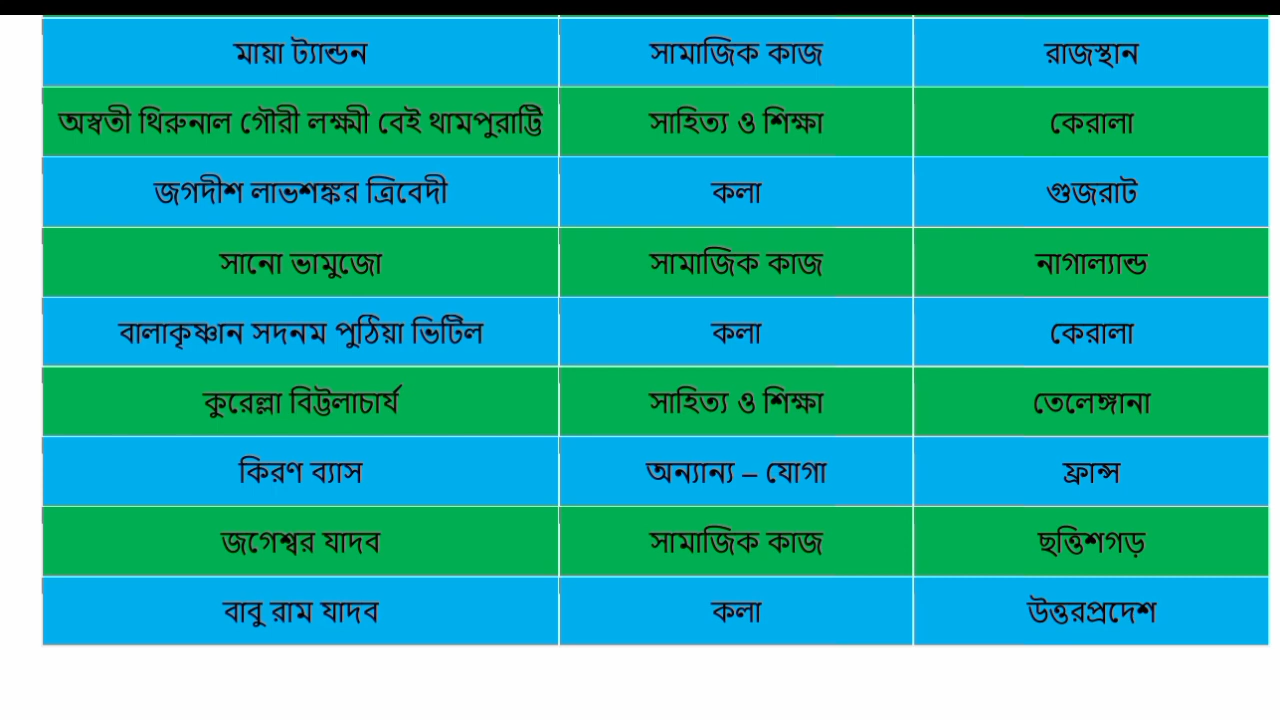 মায়া ট্যান্ডন সামাজিক কাজ রাজস্থান
অস্বতী থিরুনাল গৌরী লক্ষ্মী বেই থামপুরাট্টি সাহিত্য ও শিক্ষা কেরালা
জগদীশ লাভশঙ্কর ত্রিবেদী কলা গুজরাট
সানো ভামুজো সামাজিক কাজ নাগাল্যান্ড
বালাকৃষ্ণান সদনম পুঠিয়া ভিটিল কলা কেরালা
কুরেল্লা বিট্টলাচার্য সাহিত্য ও শিক্ষা তেলেঙ্গানা
কিরণ ব্যাস অন্যান্য – যোগা ফ্রান্স
জগেশ্বর যাদব সামাজিক কাজ ছত্তিশগড়
বাবু রাম যাদব কলা উত্তরপ্রদেশ